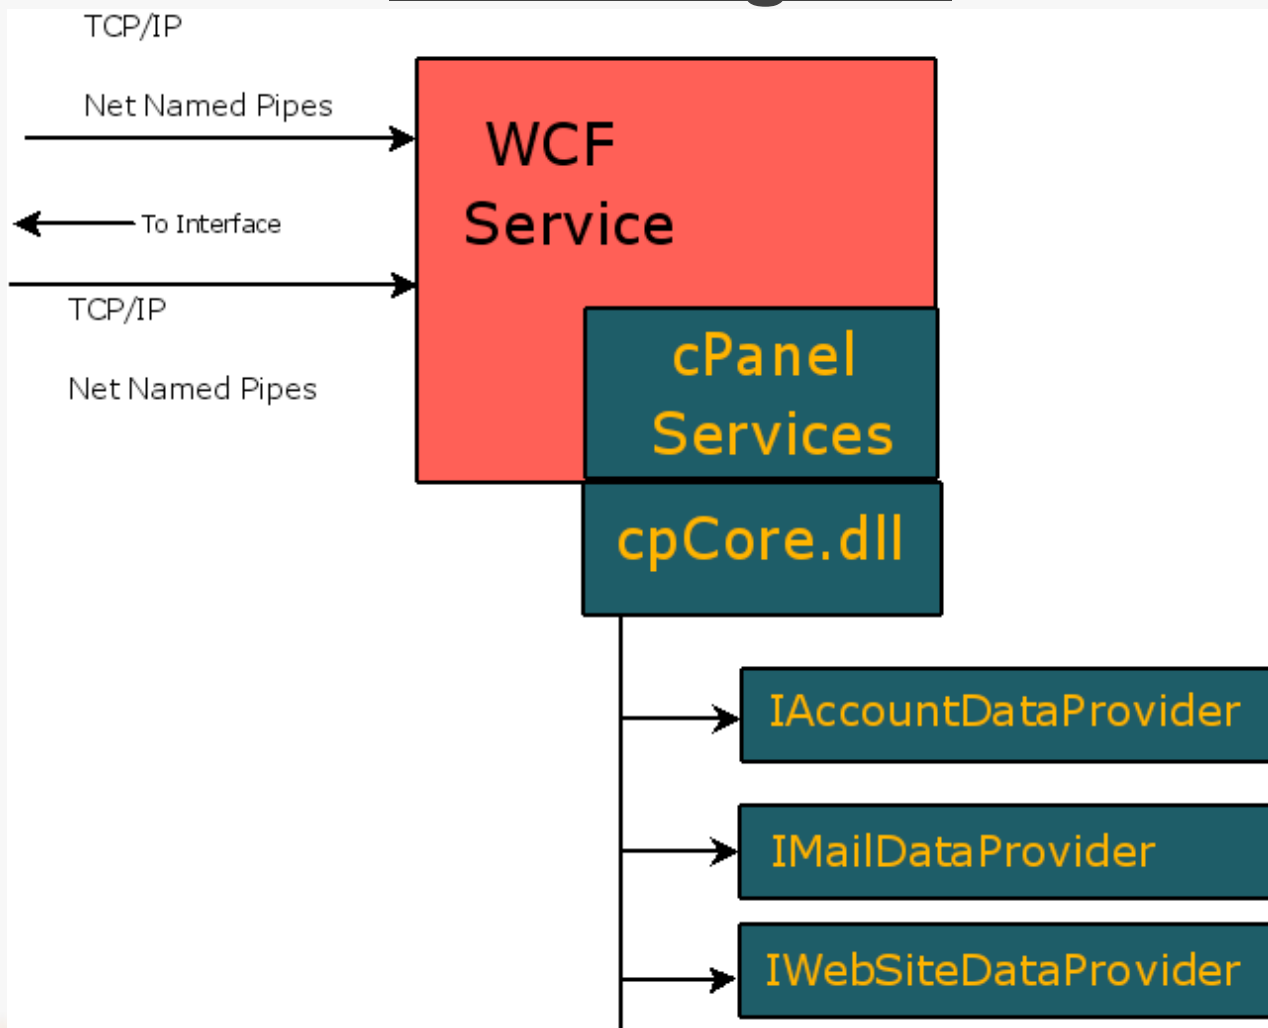 TCP/IP
Net Named Pipes
WCF
Service
To Interface
TCP/IP
Net Named Pipes
cPanel
Services
cpCore.dll
IAccountDataProvider
IMailDataProvider
IWebSiteDataProvider